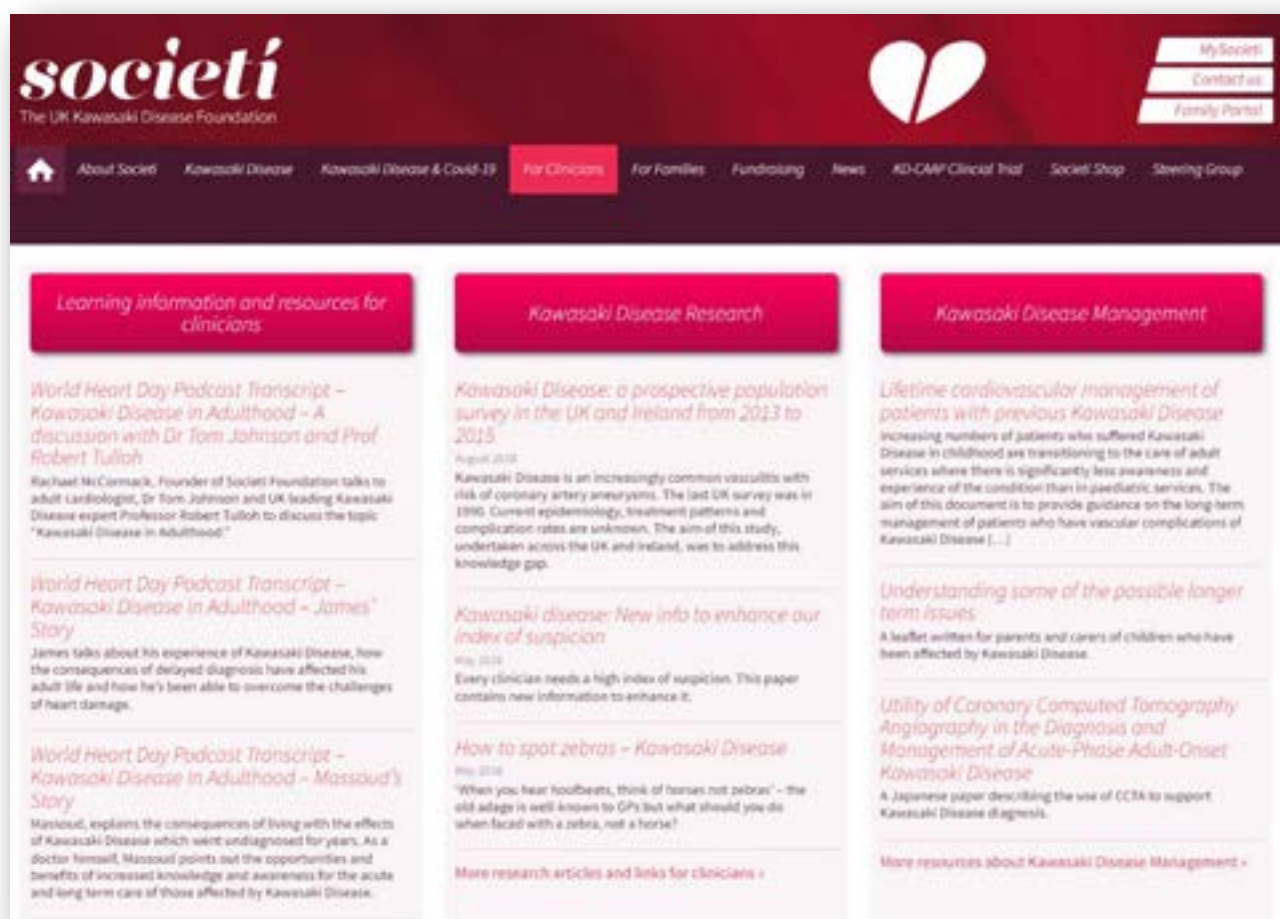 societi
The UK Kawasaki Disease Foundation
MySocieti
Contact us
Family Portal
About Societi
Kawasaki Disease
Kawasaki Disease & Covid-19
For Clinicians
For Families
Fundraising
News
KD-CAAP Clincial Trial
Societi Shop
Steering Group
Learning information and resources for
clinicians
World Heart Day Podcast Transcript –
Kawasaki Disease in Adulthood – A
discussion with Dr Tom Johnson and Prof
Robert Tulloh
Rachael McCormack, Founder of Societi Foundation talks to
adult cardiologist, Dr Tom Johnson and UK leading Kawasaki
Disease expert Professor Robert Tulloh to discuss the topic
"Kawasaki Disease in Adulthood."
World Heart Day Podcast Transcript –
Kawasaki Disease in Adulthood – James'
Story
James talks about his experience of Kawasaki Disease, how
the consequences of delayed diagnosis have affected his
adult life and how he's been able to overcome the challenges
of heart damage.
World Heart Day Podcast Transcript –
Kawasaki Disease in Adulthood – Massoud's
Story
Massoud, explains the consequences of living with the effects
of Kawasaki Disease which went undiagnosed for years. As a
doctor himself, Massoud points out the opportunities and
benefits of increased knowledge and awareness for the acute
and long term care of those affected by Kawasaki Disease.
Kawasaki Disease Research
Kawasaki Disease: a prospective population
survey in the UK and Ireland from 2013 to
2015
August 2018
Kawasaki Disease is an increasingly common vasculitis with
risk of coronary artery aneurysms. The last UK survey was in
1990. Current epidemiology, treatment patterns and
complication rates are unknown. The aim of this study,
undertaken across the UK and Ireland, was to address this
knowledge gap.
Kawasaki disease: New info to enhance our
index of suspicion
May 2018
Every clinician needs a high index of suspicion. This paper
contains new information to enhance it.
How to spot zebras – Kawasaki Disease
May 2018
'When you hear hoofbeats, think of horses not zebras' – the
old adage is well known to GPs but what should you do
when facad with a zebra, not a horse?
More research articles and links for clinicians »
Kawasaki Disease Management
Lifetime cardiovascular management of
patients with previous Kawasaki Disease
Increasing numbers of patients who suffered Kawasaki
Disease in childhood are transitioning to the care of adult
services where there is significantly less awareness and
experience of the condition than in paediatric services. The
aim of this document is to provide guidance on the long-term
management of patients who have vascular complications of
Kawasaki Disease [...]
Understanding some of the possible longer
term issues
A leaflet written for parents and carers of children who have
been affected by Kawasaki Disease.
Utility of Coronary Computed Tomography
Angiography in the Diagnosis and
Management of Acute-Phase Adult-Onset
Kawasaki Disease
A Japanese paper describing the use of CCTA to support
Kawasaki Disease diagnosis.
More resources about Kawasaki Disease Management »